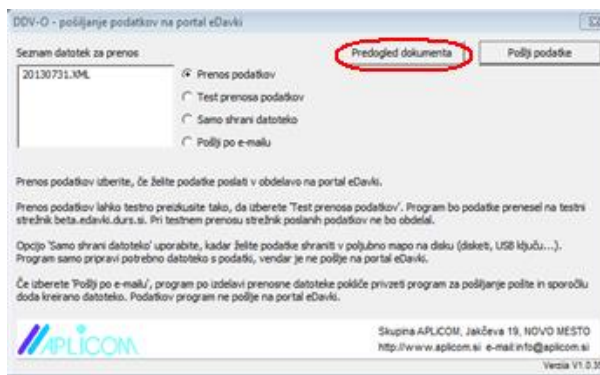 DDV-O - pošiljanje podatkov na portal eDavki
Seznam datotek za prenos
Predogled dokumenta
Pošlji podatke
20130731.XML
Prenos podatkov
Test prenosa podatkov
Samo shrani datoteko
Pošlji po e-mailu
Prenos podatkov izberite, če želite podatke poslati v obdelavo na portal eDavki.
Prenos podatkov lahko testno preizkusite tako, da izberete 'Test prenosa podatkov'. Program bo podatke prenesel na testni
strežnik beta.edavki.durs.si. Pri testnem prenosu strežnik poslanih podatkov ne bo obdelal.
Opcijo 'Samo shrani datoteko' uporabite, kadar želite podatke shraniti v poljubno mapo na disku (disketi, USB ključu...).
Program samo pripravi potrebno datoteko s podatki, vendar je ne pošlje na portal eDavki.
Če izberete 'Pošlji po e-mailu', program po izdelavi prenosne datoteke pokliče privzeti program za pošiljanje pošte in sporočilu
doda kreirano datoteko. Podatkov program ne pošlje na portal eDavki.
APLICOM
Skupina APLICOM, Jakčeva 19, NOVO MESTO
http://www.aplicom.si e-mail:info@aplicom.si
Verzija V1.0.35